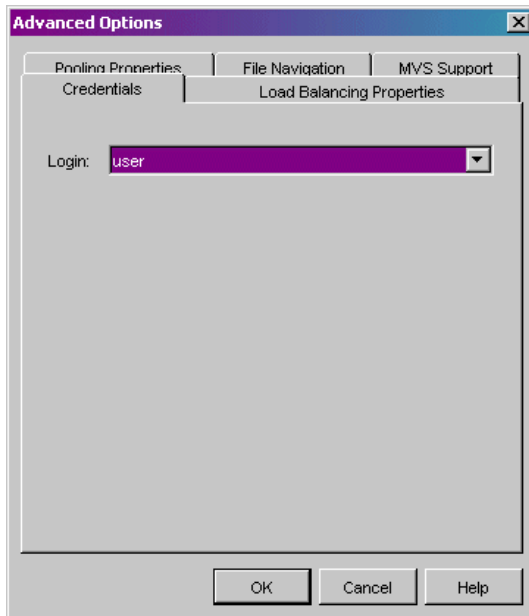 Advanced Options
Pooling Properties File Navigation MVS Support
Credentials Load Balancing Properties
Login: user
OK Cancel Help